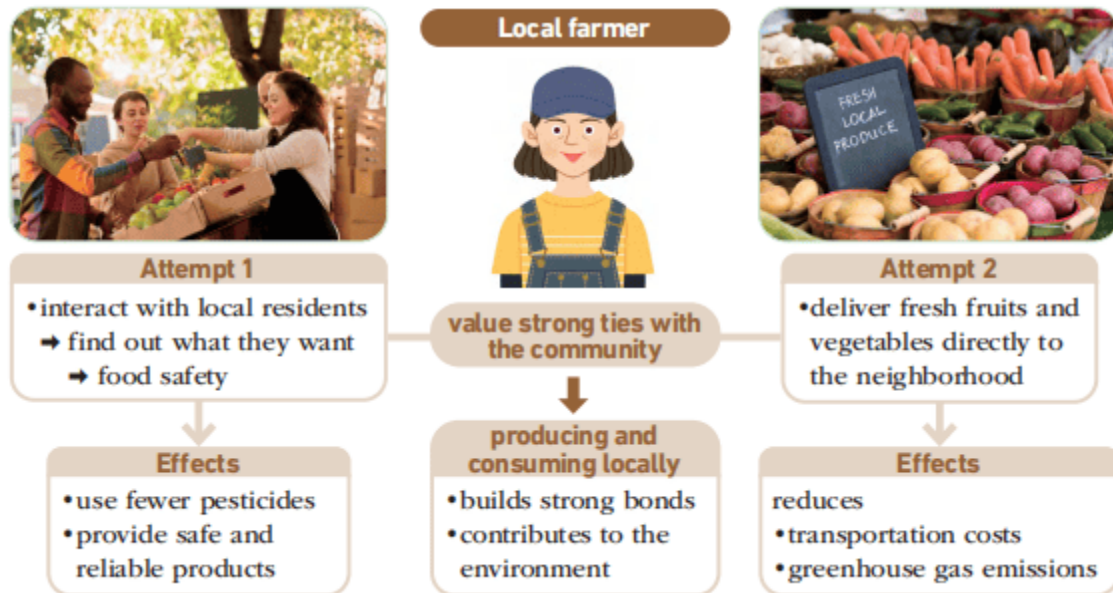 Local farmer
FRESH
LOCAL
PRODUCE
Attempt 1
•interact with local residents
➡ find out what they want
➡ food safety
value strong ties with
the community
Attempt 2
•deliver fresh fruits and
vegetables directly to
the neighborhood
Effects
•use fewer pesticides
•provide safe and
reliable products
producing and
consuming locally
•builds strong bonds
•contributes to the
environment
Effects
reduces
•transportation costs
•greenhouse gas emissions